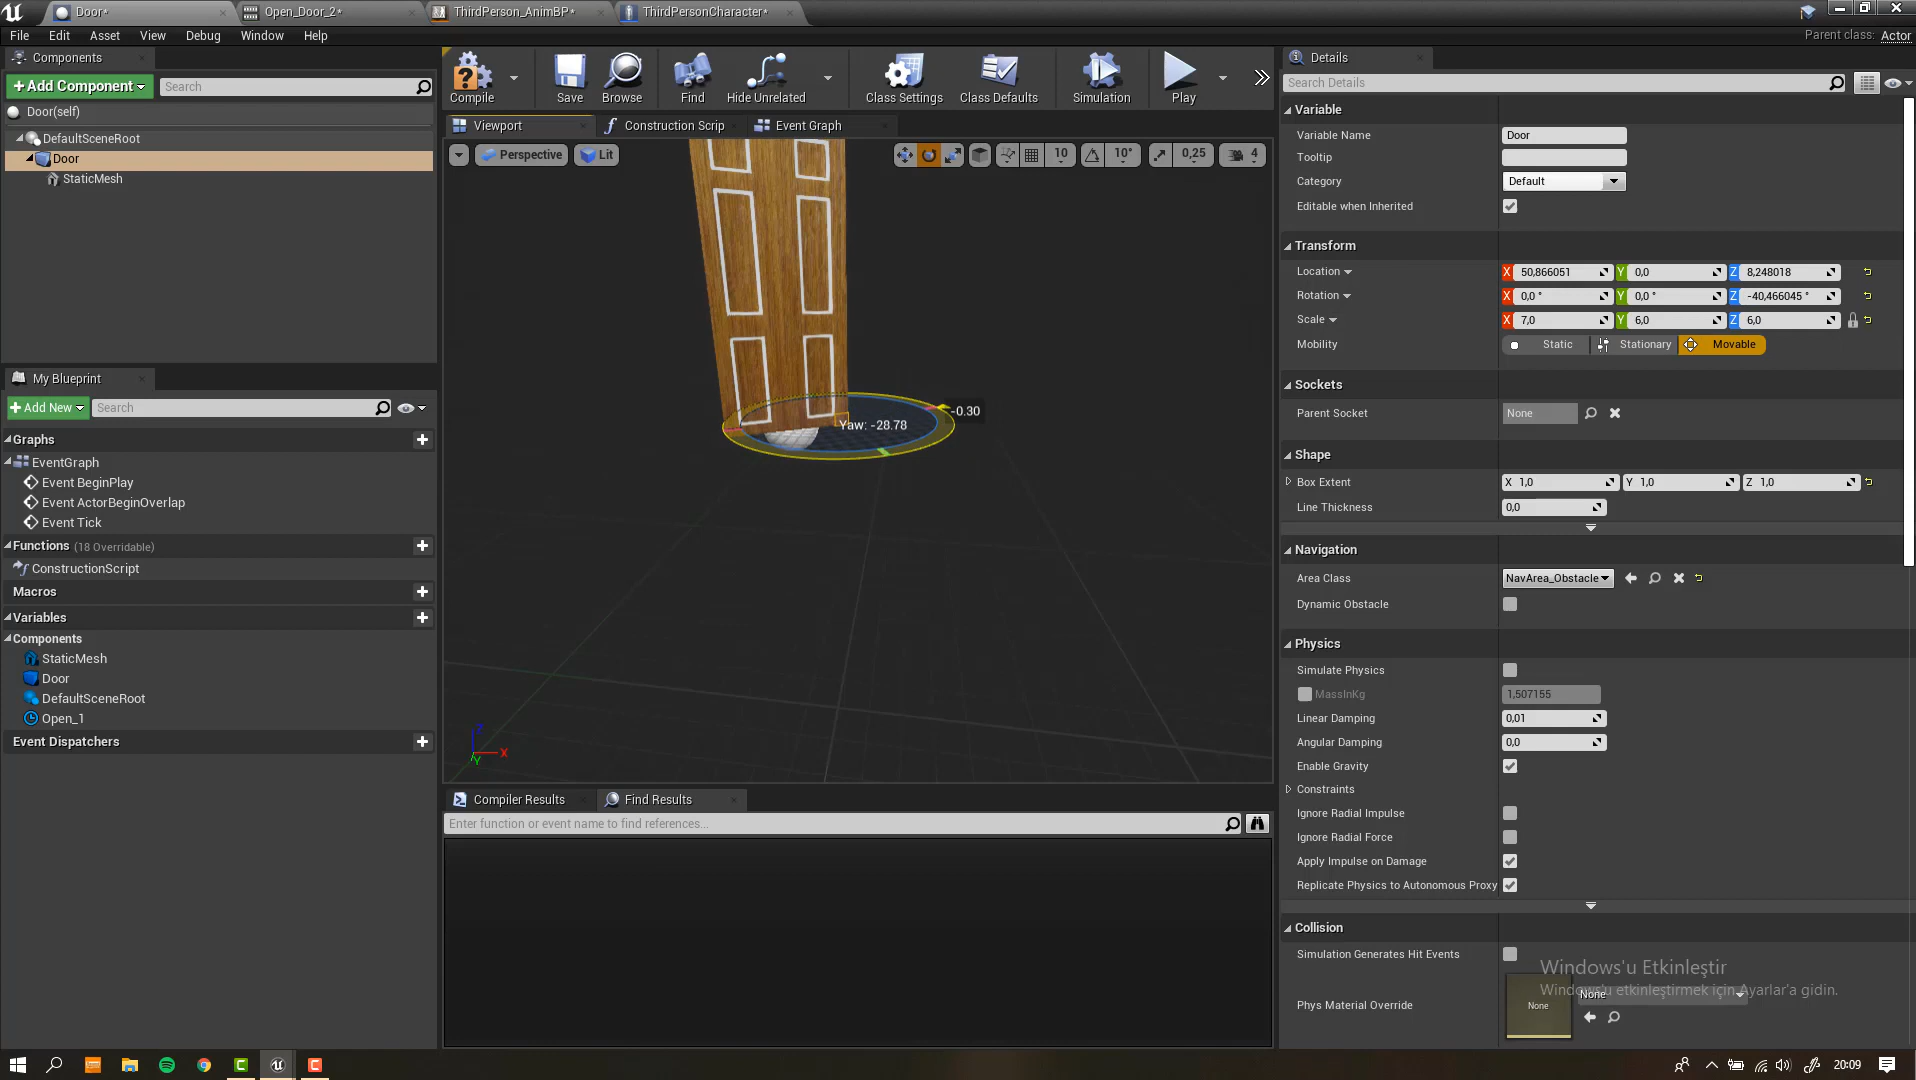 Door*
Open_Door_2*
ThirdPerson_AnimBP*
ThirdPersonCharacter*
File Edit Asset View Debug Window Help
Parent class: Actor
Components
+Add Component
Search
Door(self)
DefaultSceneRoot
Door
StaticMesh
My Blueprint
+Add New
Search
Graphs
EventGraph
Event BeginPlay
Event ActorBeginOverlap
Event Tick
Functions (18 Overridable)
ConstructionScript
Macros
Variables
Components
StaticMesh
Door
DefaultSceneRoot
Open_1
Event Dispatchers
Compile Save Browse Find Hide Unrelated Class Settings Class Defaults Simulation Play
Viewport Construction Scrip Event Graph
Perspective Lit
10 10° 0,25 4
-0.30
Yaw: -28.78
Z
X
Y
Compiler Results Find Results
Enter function or event name to find references...
Details
Search Details
Variable
Variable Name Door
Tooltip
Category Default
Editable when Inherited
Transform
Location X 50,866051 Y 0,0 Z 8,248018
Rotation X 0,0 ° Y 0,0 ° Z -40,466045 °
Scale X 7,0 Y 6,0 Z 6,0
Mobility Static Stationary Movable
Sockets
Parent Socket None
Shape
Box Extent X 1,0 Y 1,0 Z 1,0
Line Thickness 0,0
Navigation
Area Class NavArea_Obstacle
Dynamic Obstacle
Physics
Simulate Physics
MassInKg 1,507155
Linear Damping 0,01
Angular Damping 0,0
Enable Gravity
Constraints
Ignore Radial Impulse
Ignore Radial Force
Apply Impulse on Damage
Replicate Physics to Autonomous Proxy
Collision
Simulation Generates Hit Events
Phys Material Override None None
Windows'u Etkinleştir
Windows'u etkinleştirmek için Ayarlar'a gidin.
20:09